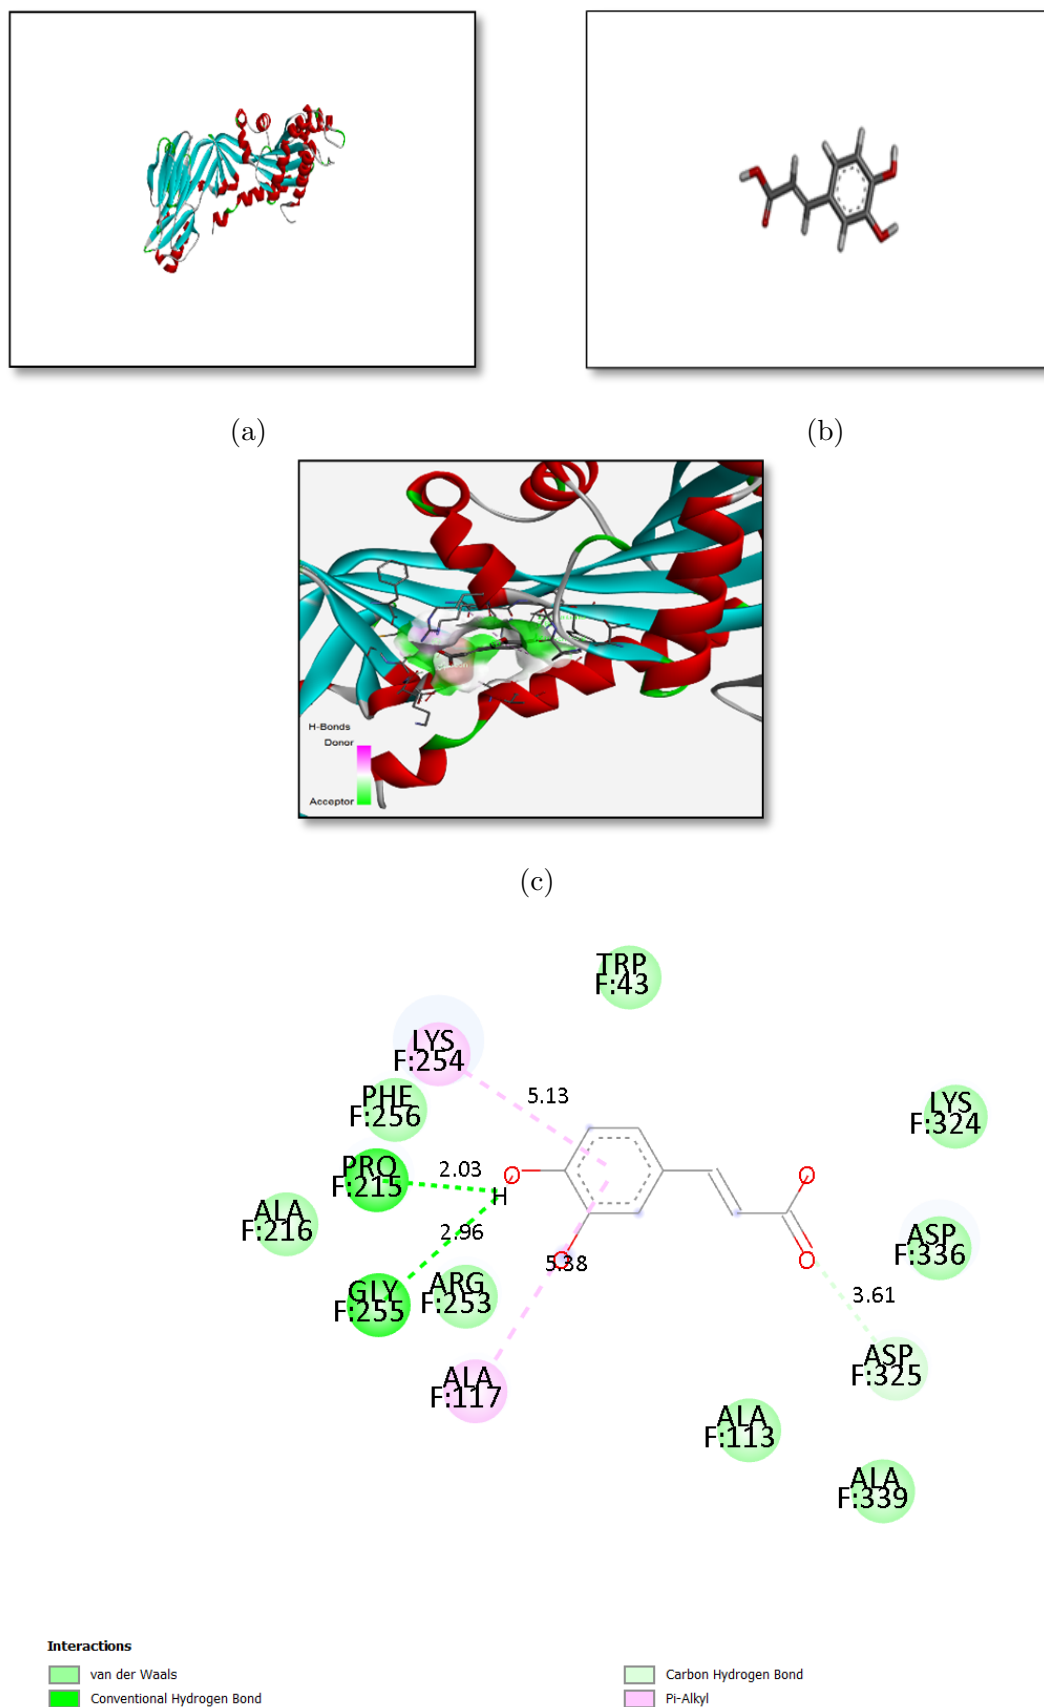 (a)
(b)
H-Bonds
Donor
Acceptor
(c)
TRP
F:43
LYS
F:254
5.13
PHE
F:256
LYS
F:324
PRO
F:215
2.03
O
H
O
ALA
F:216
2.96
ASP
F:336
O
5.38
O
GLY
F:255
ARG
F:253
3.61
ASP
F:325
ALA
F:117
ALA
F:113
ALA
F:339
Interactions
van der Waals
Conventional Hydrogen Bond
Carbon Hydrogen Bond
Pi-Alkyl